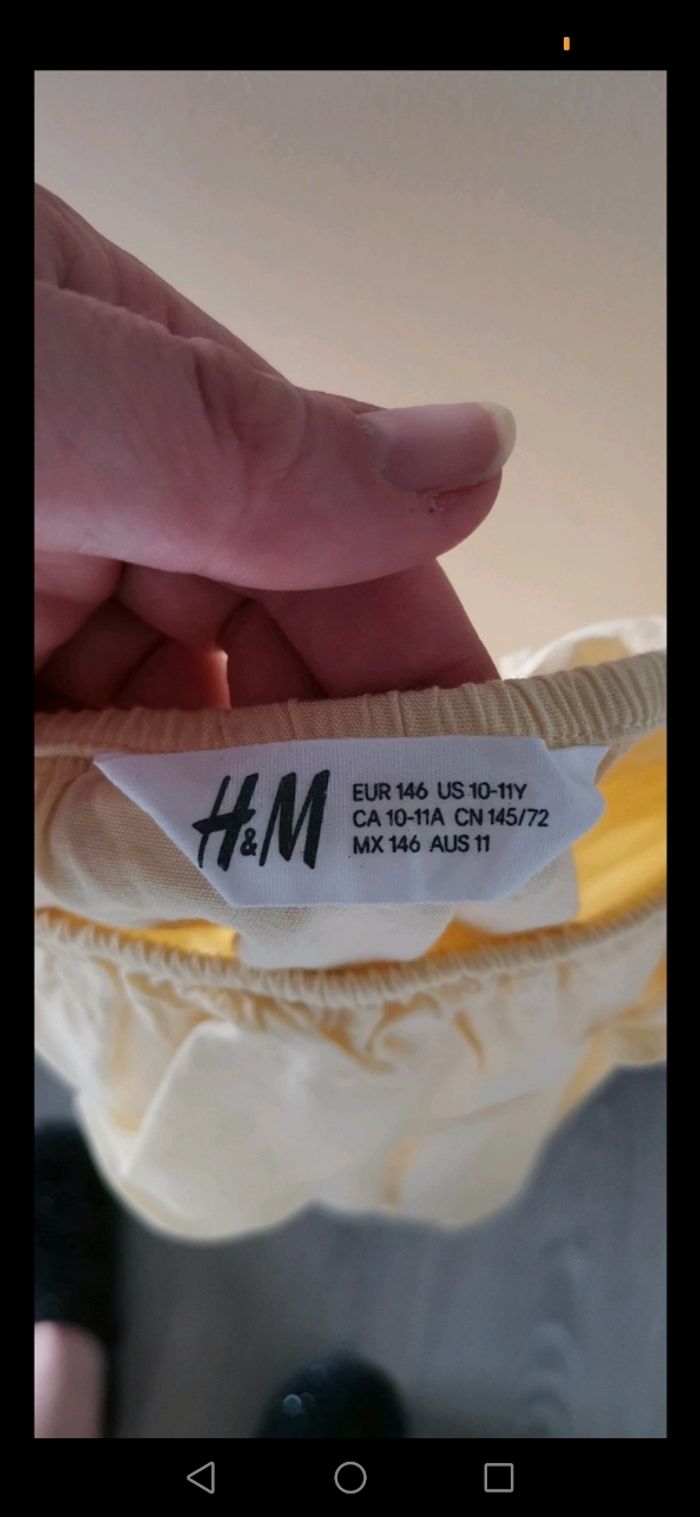 H&M
EUR 146 US 10-11Y
CA 10-11A CN 145/72
MX 146 AUS 11